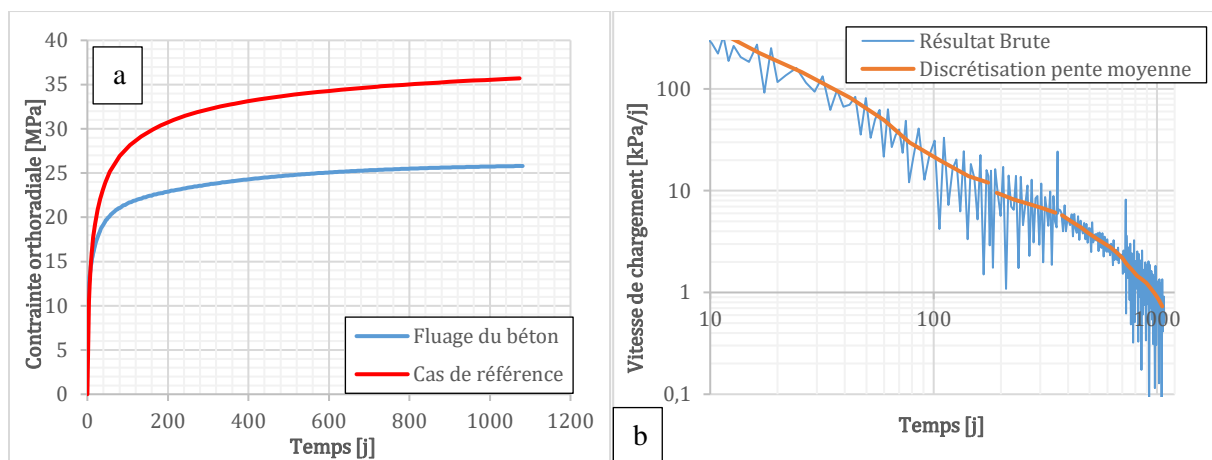 a
Contrainte orthoradiale [MPa]
40
35
30
25
20
15
10
5
0
0 200 400 600 800 1000 1200
Temps [j]
Fluage du béton
Cas de référence
b
Vitesse de chargement [kPa/j]
100
10
1
0,1
10 100 1000
Temps [j]
Résultat Brute
Discrétisation pente moyenne